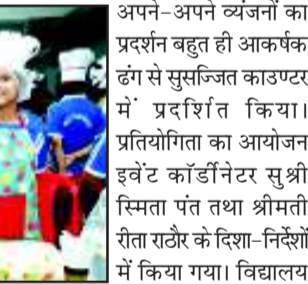 अपने-अपने व्यंजनों का
प्रदर्शन बहुत ही आकर्षक
ढंग से सुसज्जित काउण्टर
में प्रदर्शित किया।
प्रतियोगिता का आयोजन
इवेंट कॉर्डीनेटर सुश्री
स्मिता पंत तथा श्रीमती
रीता राठौर के दिशा-निर्देशों
में किया गया। विद्यालय